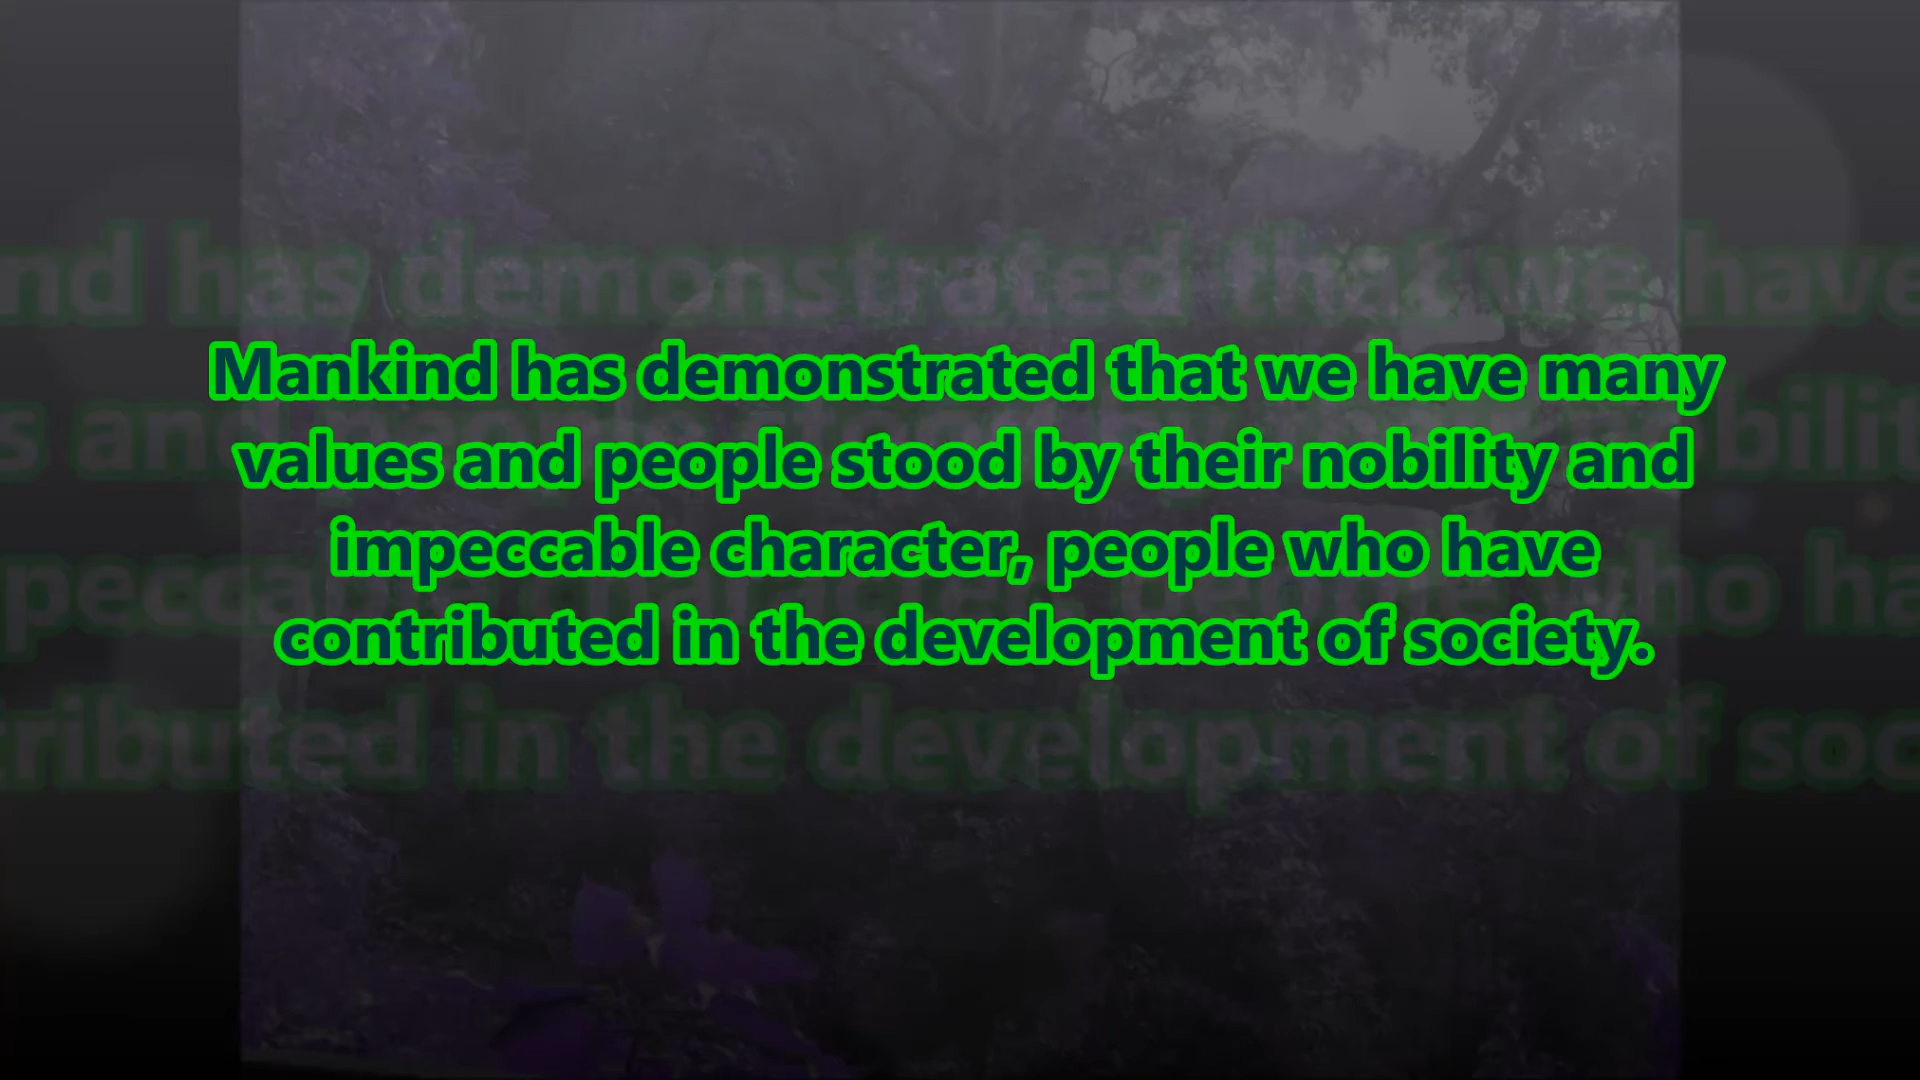 Mankind has demonstrated that we have many
values and people stood by their nobility and
impeccable character, people who have
contributed in the development of society.